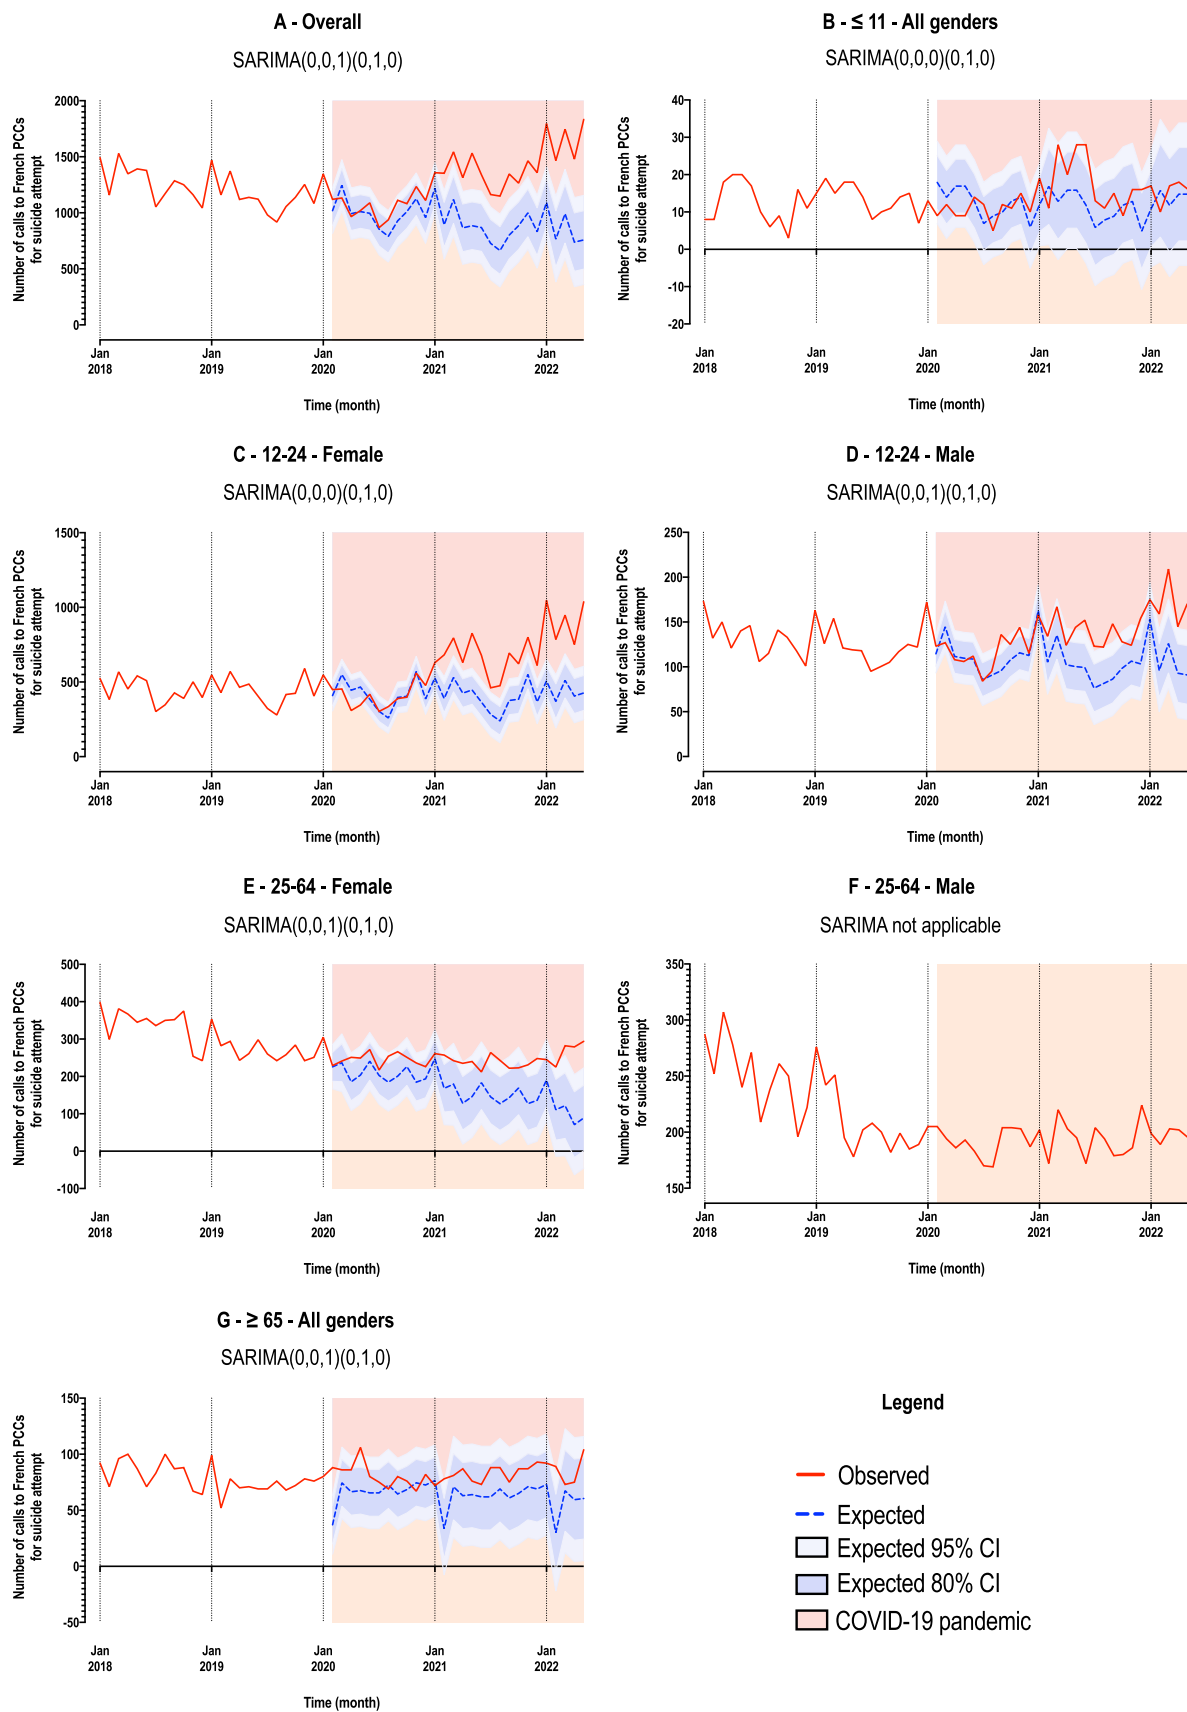 A - Overall
SARIMA(0,0,1)(0,1,0)
Number of calls to French PCCs
for suicide attempt
2000
1500
1000
500
0
Jan
2018
Jan
2019
Jan
2020
Jan
2021
Jan
2022
Time (month)
B - ≤ 11 - All genders
SARIMA(0,0,0)(0,1,0)
Number of calls to French PCCs
for suicide attempt
40
30
20
10
0
-10
-20
Jan
2018
Jan
2019
Jan
2020
Jan
2021
Jan
2022
Time (month)
C - 12-24 - Female
SARIMA(0,0,0)(0,1,0)
Number of calls to French PCCs
for suicide attempt
1500
1000
500
0
Jan
2018
Jan
2019
Jan
2020
Jan
2021
Jan
2022
Time (month)
D - 12-24 - Male
SARIMA(0,0,1)(0,1,0)
Number of calls to French PCCs
for suicide attempt
250
200
150
100
50
0
Jan
2018
Jan
2019
Jan
2020
Jan
2021
Jan
2022
Time (month)
E - 25-64 - Female
SARIMA(0,0,1)(0,1,0)
Number of calls to French PCCs
for suicide attempt
500
400
300
200
100
0
-100
Jan
2018
Jan
2019
Jan
2020
Jan
2021
Jan
2022
Time (month)
F - 25-64 - Male
SARIMA not applicable
Number of calls to French PCCs
for suicide attempt
350
300
250
200
150
Jan
2018
Jan
2019
Jan
2020
Jan
2021
Jan
2022
Time (month)
G - ≥ 65 - All genders
SARIMA(0,0,1)(0,1,0)
Number of calls to French PCCs
for suicide attempt
150
100
50
0
-50
Jan
2018
Jan
2019
Jan
2020
Jan
2021
Jan
2022
Time (month)
Legend
Observed
Expected
Expected 95% CI
Expected 80% CI
COVID-19 pandemic